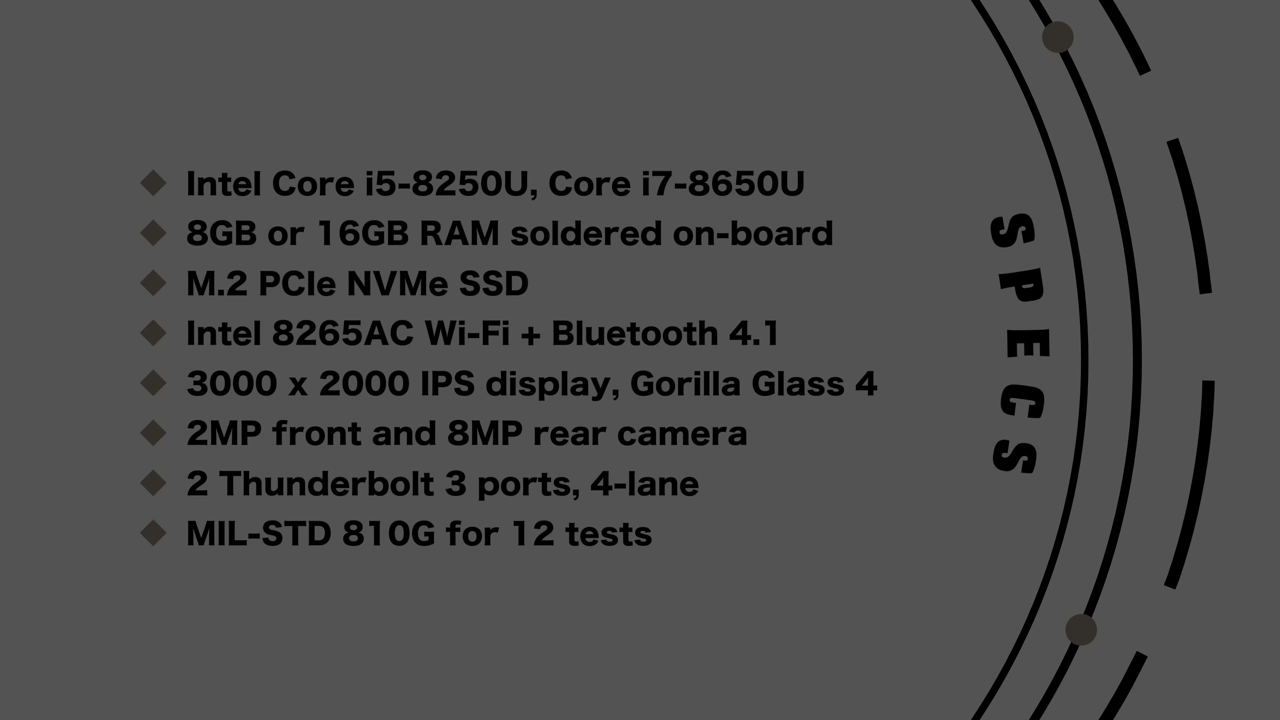 Intel Core i5-8250U, Core i7-8650U
8GB or 16GB RAM soldered on-board
M.2 PCIe NVMe SSD
Intel 8265AC Wi-Fi + Bluetooth 4.1
3000 x 2000 IPS display, Gorilla Glass 4
2MP front and 8MP rear camera
2 Thunderbolt 3 ports, 4-lane
MIL-STD 810G for 12 tests
SPECS